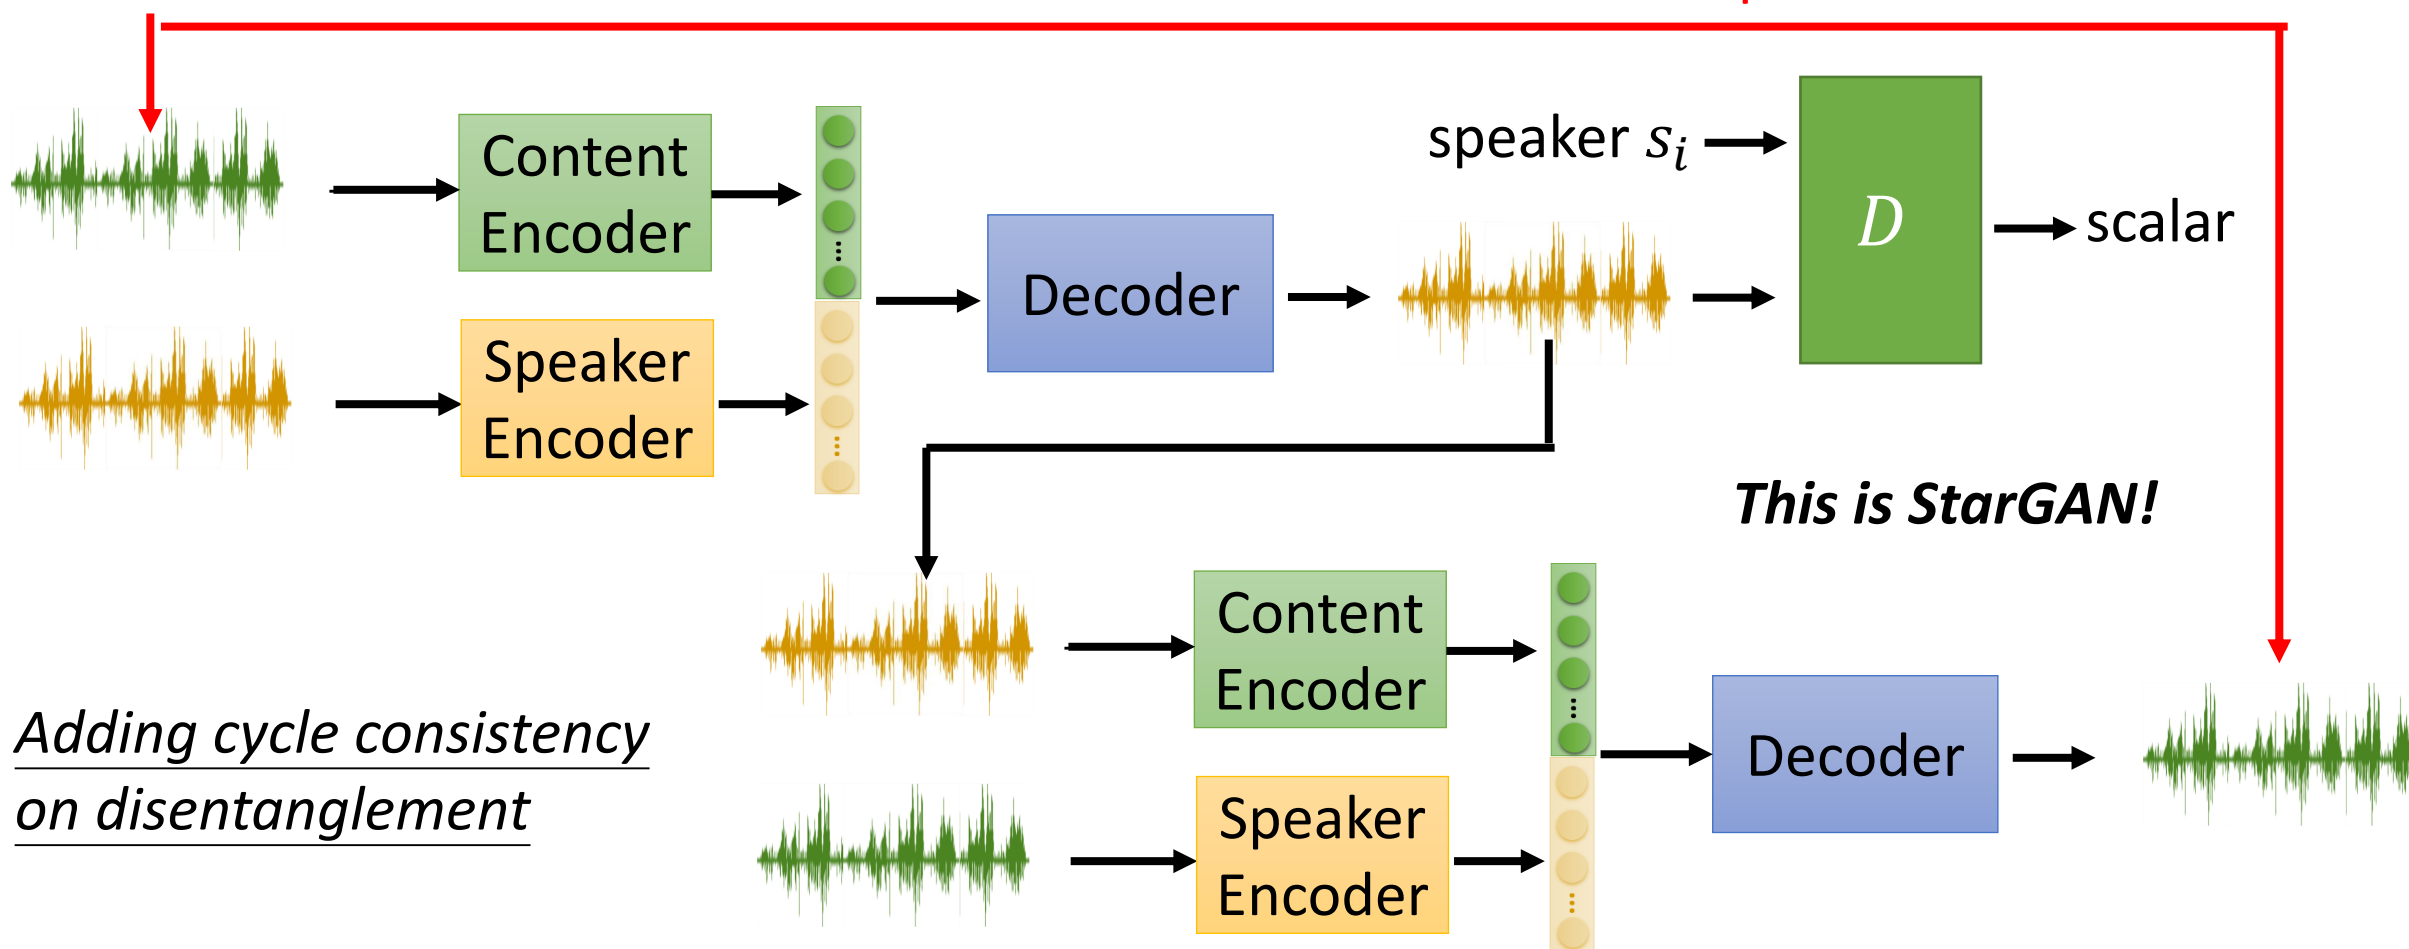 Content
Encoder
Speaker
Encoder
Decoder
speaker 𝑠ᵢ
D
scalar
This is StarGAN!
Content
Encoder
Speaker
Encoder
Decoder
Adding cycle consistency
on disentanglement